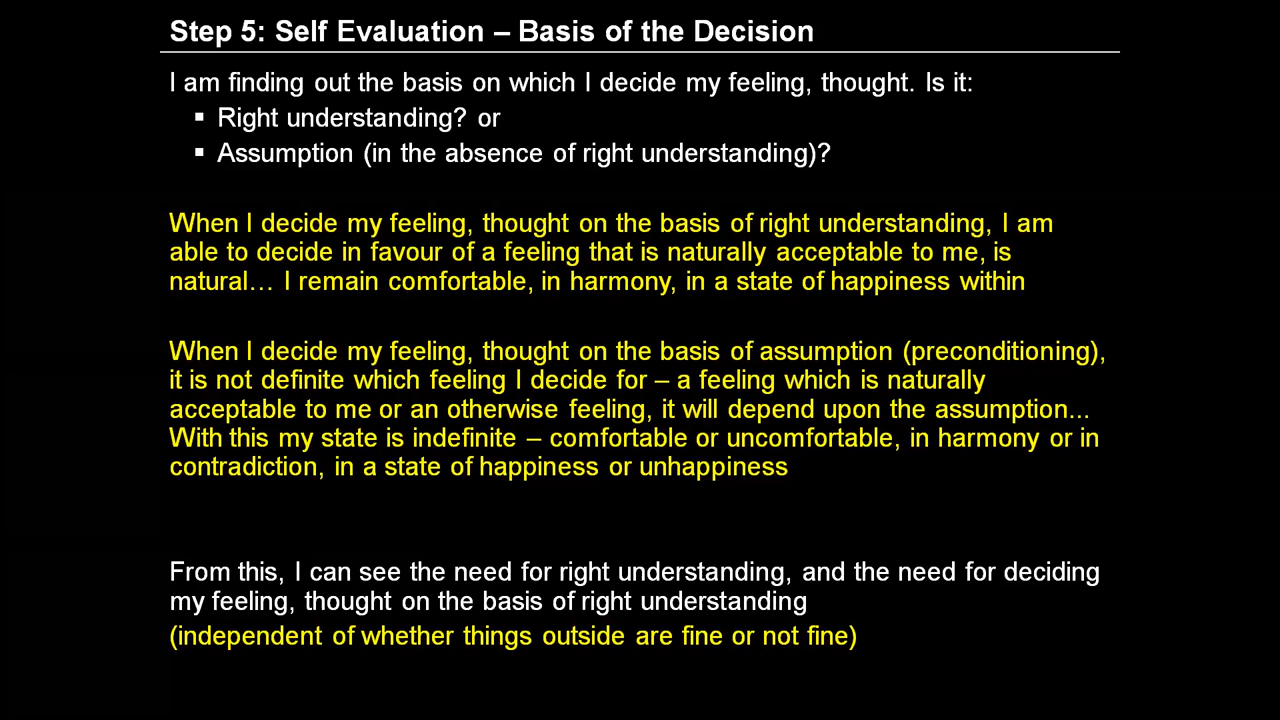 Step 5: Self Evaluation – Basis of the Decision
I am finding out the basis on which I decide my feeling, thought. Is it:
▪ Right understanding? or
▪ Assumption (in the absence of right understanding)?
When I decide my feeling, thought on the basis of right understanding, I am
able to decide in favour of a feeling that is naturally acceptable to me, is
natural… I remain comfortable, in harmony, in a state of happiness within
When I decide my feeling, thought on the basis of assumption (preconditioning),
it is not definite which feeling I decide for – a feeling which is naturally
acceptable to me or an otherwise feeling, it will depend upon the assumption...
With this my state is indefinite – comfortable or uncomfortable, in harmony or in
contradiction, in a state of happiness or unhappiness
From this, I can see the need for right understanding, and the need for deciding
my feeling, thought on the basis of right understanding
(independent of whether things outside are fine or not fine)